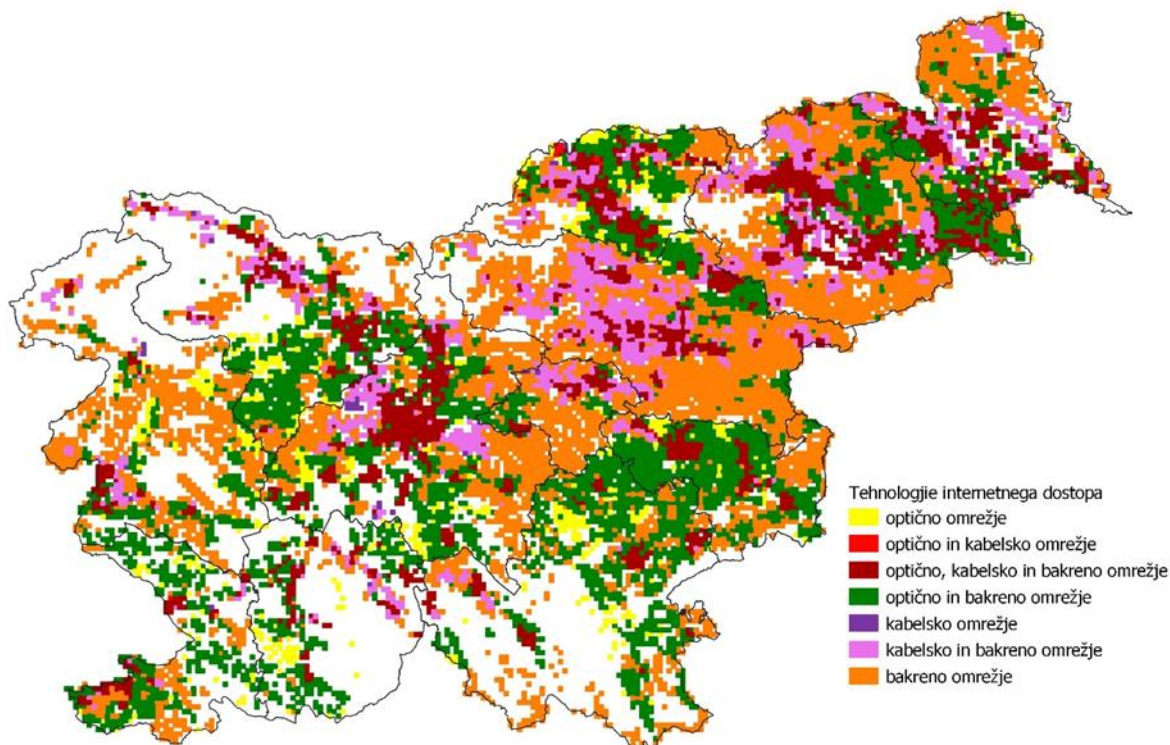 Tehnologjie internetnega dostopa
optično omrežje
optično in kabelsko omrežje
optično, kabelsko in bakreno omrežje
optično in bakreno omrežje
kabelsko omrežje
kabelsko in bakreno omrežje
bakreno omrežje